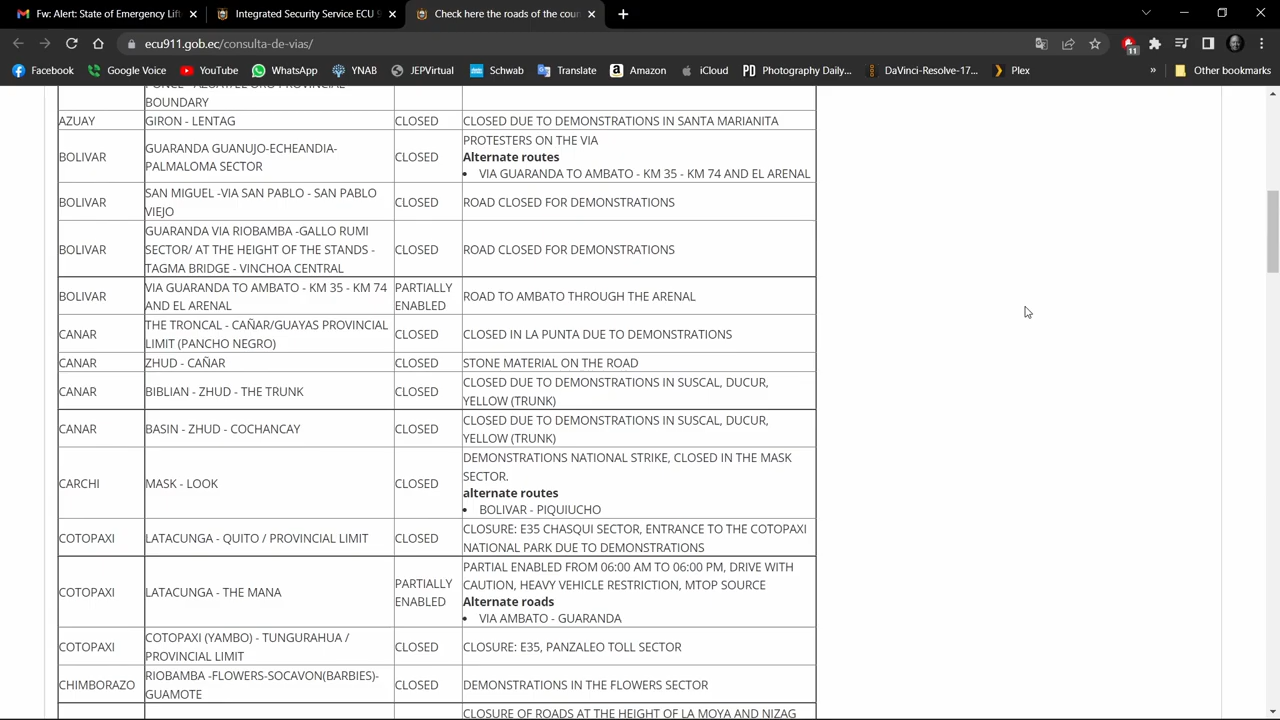 Fw: Alert: State of Emergency Lift
Integrated Security Service ECU 9
Check here the roads of the coun
ecu911.gob.ec/consulta-de-vias/
11
Facebook
Google Voice
YouTube
WhatsApp
YNAB
JEPVirtual
Schwab
Translate
Amazon
iCloud
PD Photography Daily...
DaVinci-Resolve-17...
Plex
»
Other bookmarks
PONCE - AZUAY/EL ORO PROVINCIAL
BOUNDARY
AZUAY GIRON - LENTAG CLOSED CLOSED DUE TO DEMONSTRATIONS IN SANTA MARIANITA
BOLIVAR
GUARANDA GUANUJO-ECHEANDIA-
PALMALOMA SECTOR
CLOSED
PROTESTERS ON THE VIA
Alternate routes
• VIA GUARANDA TO AMBATO - KM 35 - KM 74 AND EL ARENAL
BOLIVAR
SAN MIGUEL -VIA SAN PABLO - SAN PABLO
VIEJO
CLOSED
ROAD CLOSED FOR DEMONSTRATIONS
BOLIVAR
GUARANDA VIA RIOBAMBA -GALLO RUMI
SECTOR/ AT THE HEIGHT OF THE STANDS -
TAGMA BRIDGE - VINCHOA CENTRAL
CLOSED
ROAD CLOSED FOR DEMONSTRATIONS
BOLIVAR
VIA GUARANDA TO AMBATO - KM 35 - KM 74
AND EL ARENAL
PARTIALLY
ENABLED
ROAD TO AMBATO THROUGH THE ARENAL
CANAR
THE TRONCAL - CAÑAR/GUAYAS PROVINCIAL
LIMIT (PANCHO NEGRO)
CLOSED
CLOSED IN LA PUNTA DUE TO DEMONSTRATIONS
CANAR ZHUD - CAÑAR CLOSED STONE MATERIAL ON THE ROAD
CANAR
BIBLIAN - ZHUD - THE TRUNK
CLOSED
CLOSED DUE TO DEMONSTRATIONS IN SUSCAL, DUCUR,
YELLOW (TRUNK)
CANAR
BASIN - ZHUD - COCHANCAY
CLOSED
CLOSED DUE TO DEMONSTRATIONS IN SUSCAL, DUCUR,
YELLOW (TRUNK)
CARCHI
MASK - LOOK
CLOSED
DEMONSTRATIONS NATIONAL STRIKE, CLOSED IN THE MASK
SECTOR.
alternate routes
• BOLIVAR - PIQUIUCHO
COTOPAXI
LATACUNGA - QUITO / PROVINCIAL LIMIT
CLOSED
CLOSURE: E35 CHASQUI SECTOR, ENTRANCE TO THE COTOPAXI
NATIONAL PARK DUE TO DEMONSTRATIONS
COTOPAXI
LATACUNGA - THE MANA
PARTIALLY
ENABLED
PARTIAL ENABLED FROM 06:00 AM TO 06:00 PM, DRIVE WITH
CAUTION, HEAVY VEHICLE RESTRICTION, MTOP SOURCE
Alternate roads
• VIA AMBATO - GUARANDA
COTOPAXI
COTOPAXI (YAMBO) - TUNGURAHUA /
PROVINCIAL LIMIT
CLOSED
CLOSURE: E35, PANZALEO TOLL SECTOR
CHIMBORAZO
RIOBAMBA -FLOWERS-SOCAVON(BARBIES)-
GUAMOTE
CLOSED
DEMONSTRATIONS IN THE FLOWERS SECTOR
CLOSURE OF ROADS AT THE HEIGHT OF LA MOYA AND NIZAG